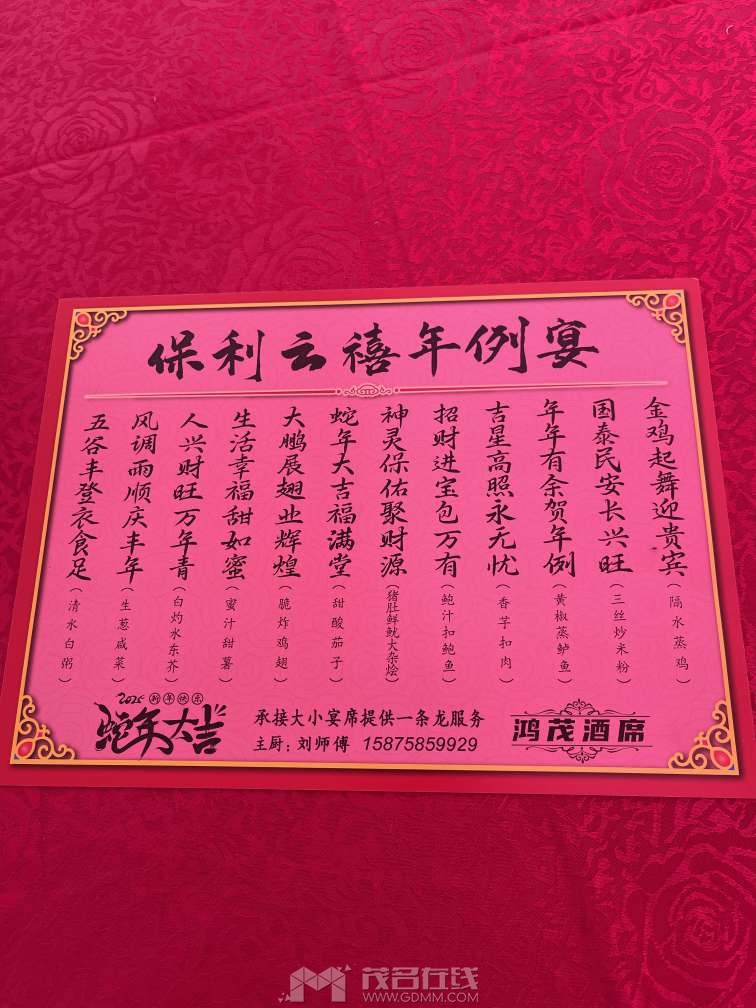 保利云禧年例宴
金鸡起舞迎贵宾（隔水蒸鸡）
国泰民安长兴旺（三丝炒米粉）
年年有余贺年例（黄椒蒸鲈鱼）
吉星高照永无忧（香芋扣肉）
招财进宝包万有（鲍汁扣鲍鱼）
神灵保佑聚财源（猪肚鲜鱿大杂烩）
蛇年大吉福满堂（甜酸茄子）
大鹏展翅业辉煌（脆炸鸡翅）
生活幸福甜如蜜（蜜汁甜薯）
人兴财旺万年青（白灼水东芥）
风调雨顺庆丰年（生葱咸菜）
五谷丰登衣食足（清水白粥）
2025 新年快乐
蛇年大吉
承接大小宴席提供一条龙服务
主厨：刘师傅 15875859929
鸿茂酒席
茂名在线
WWW.GDMM.COM